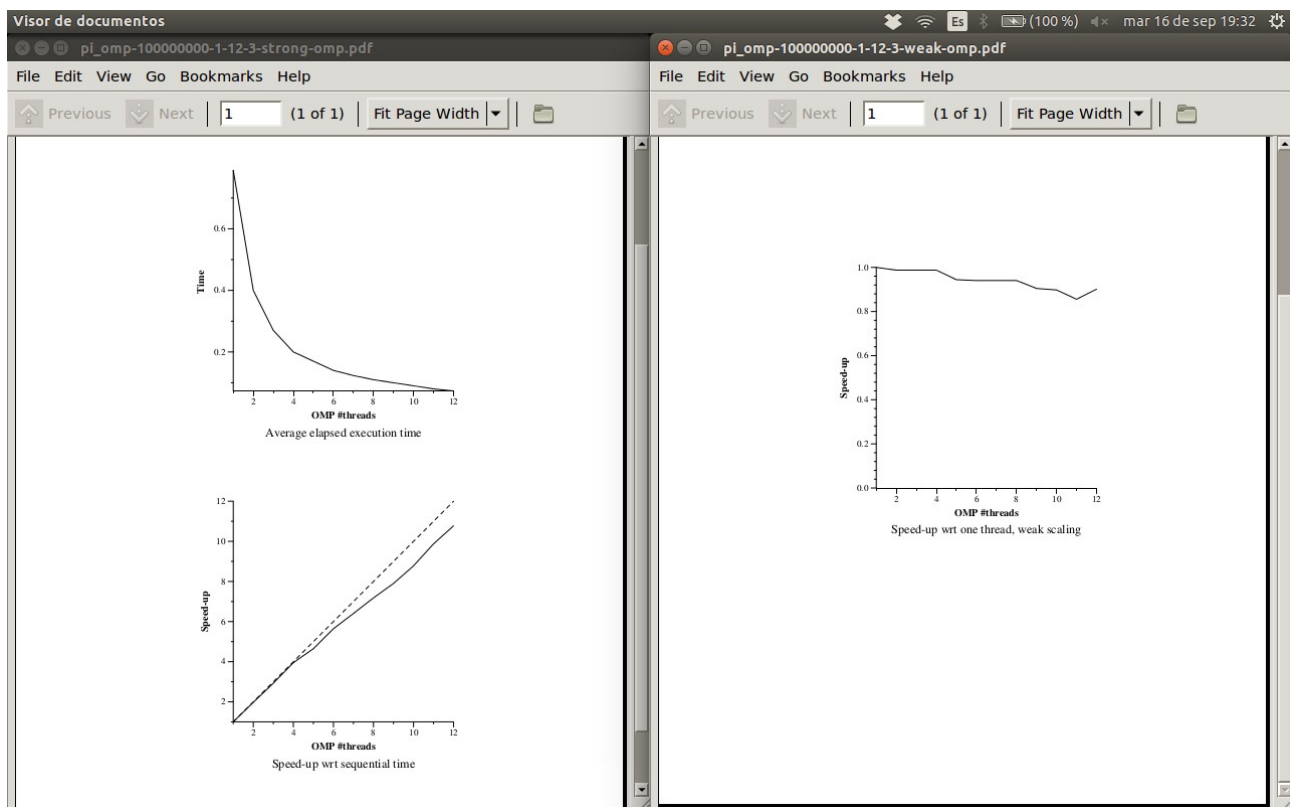 Visor de documentos
Es (100 %) mar 16 de sep 19:32
pi_omp-100000000-1-12-3-strong-omp.pdf
File Edit View Go Bookmarks Help
Previous Next 1 (1 of 1) Fit Page Width
0.6
0.4
0.2
Time
2 4 6 8 10 12
OMP #threads
Average elapsed execution time
12
10
8
6
4
2
Speed-up
2 4 6 8 10 12
OMP #threads
Speed-up wrt sequential time
pi_omp-100000000-1-12-3-weak-omp.pdf
File Edit View Go Bookmarks Help
Previous Next 1 (1 of 1) Fit Page Width
1.0
0.8
0.6
0.4
0.2
0.0
Speed-up
2 4 6 8 10 12
OMP #threads
Speed-up wrt one thread, weak scaling